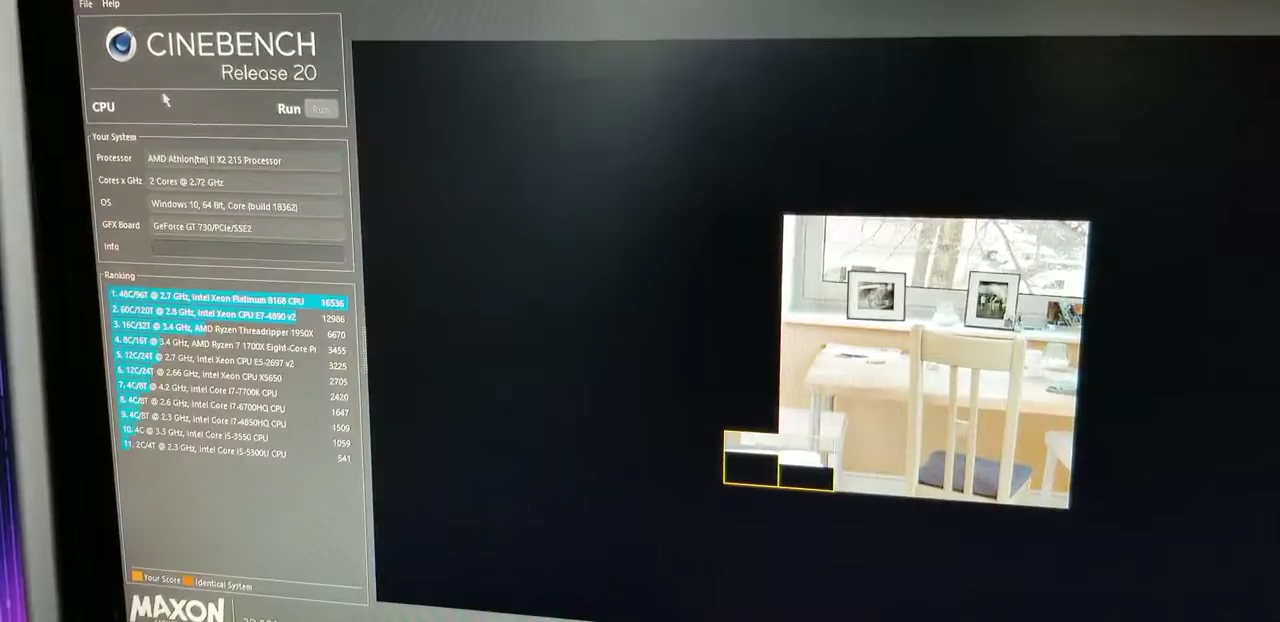 File Help
CINEBENCH
Release 20
CPU Run Run
Your System
Processor AMD Athlon(tm) II X2 215 Processor
Cores x GHz 2 Cores @ 2.72 GHz
OS Windows 10, 64 Bit, Core (build 18362)
GFX Board GeForce GT 730/PCIe/SSE2
Info
Ranking
1. 48C/96T @ 2.7 GHz, Intel Xeon Platinum 8168 CPU 16536
2. 60C/120T @ 2.8 GHz, Intel Xeon CPU E7-4890 v2 12986
3. 16C/32T @ 3.4 GHz, AMD Ryzen Threadripper 1950X 6670
4. 8C/16T @ 3.4 GHz, AMD Ryzen 7 1700X Eight-Core Pr 3455
5. 12C/24T @ 2.7 GHz, Intel Xeon CPU E5-2697 v2 3225
6. 12C/24T @ 2.66 GHz, Intel Xeon CPU X5650 2705
7. 4C/8T @ 4.2 GHz, Intel Core i7-7700K CPU 2420
8. 4C/8T @ 2.6 GHz, Intel Core i7-6700HQ CPU 1647
9. 4C/8T @ 2.3 GHz, Intel Core i7-4850HQ CPU 1509
10. 4C @ 3.3 GHz, Intel Core i5-3550 CPU 1059
11. 2C/4T @ 2.3 GHz, Intel Core i5-5300U CPU 541
Your Score Identical System
MAXON